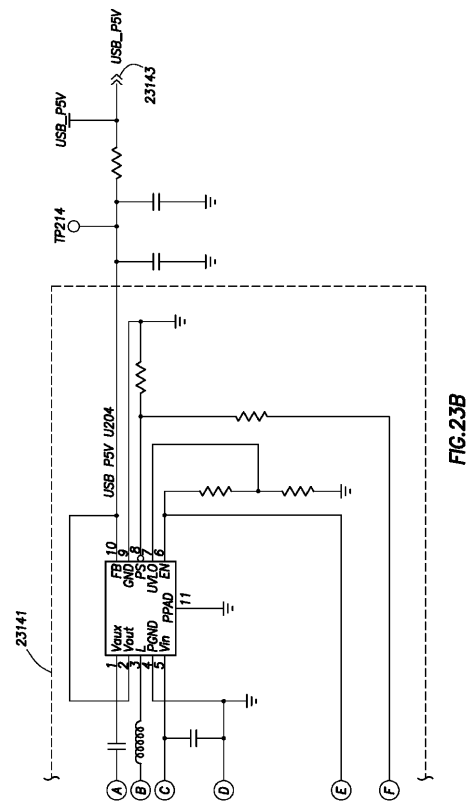 USB_P5V
USB_P5V
23143
TP214
23141
USB P5V U204
1 Vaux FB 10
2 Vout GND 9
3 L PS 8
4 PGND UVLO 7
5 Vin EN 6
PPAD 11
A
B
C
D
E
F
FIG.23B